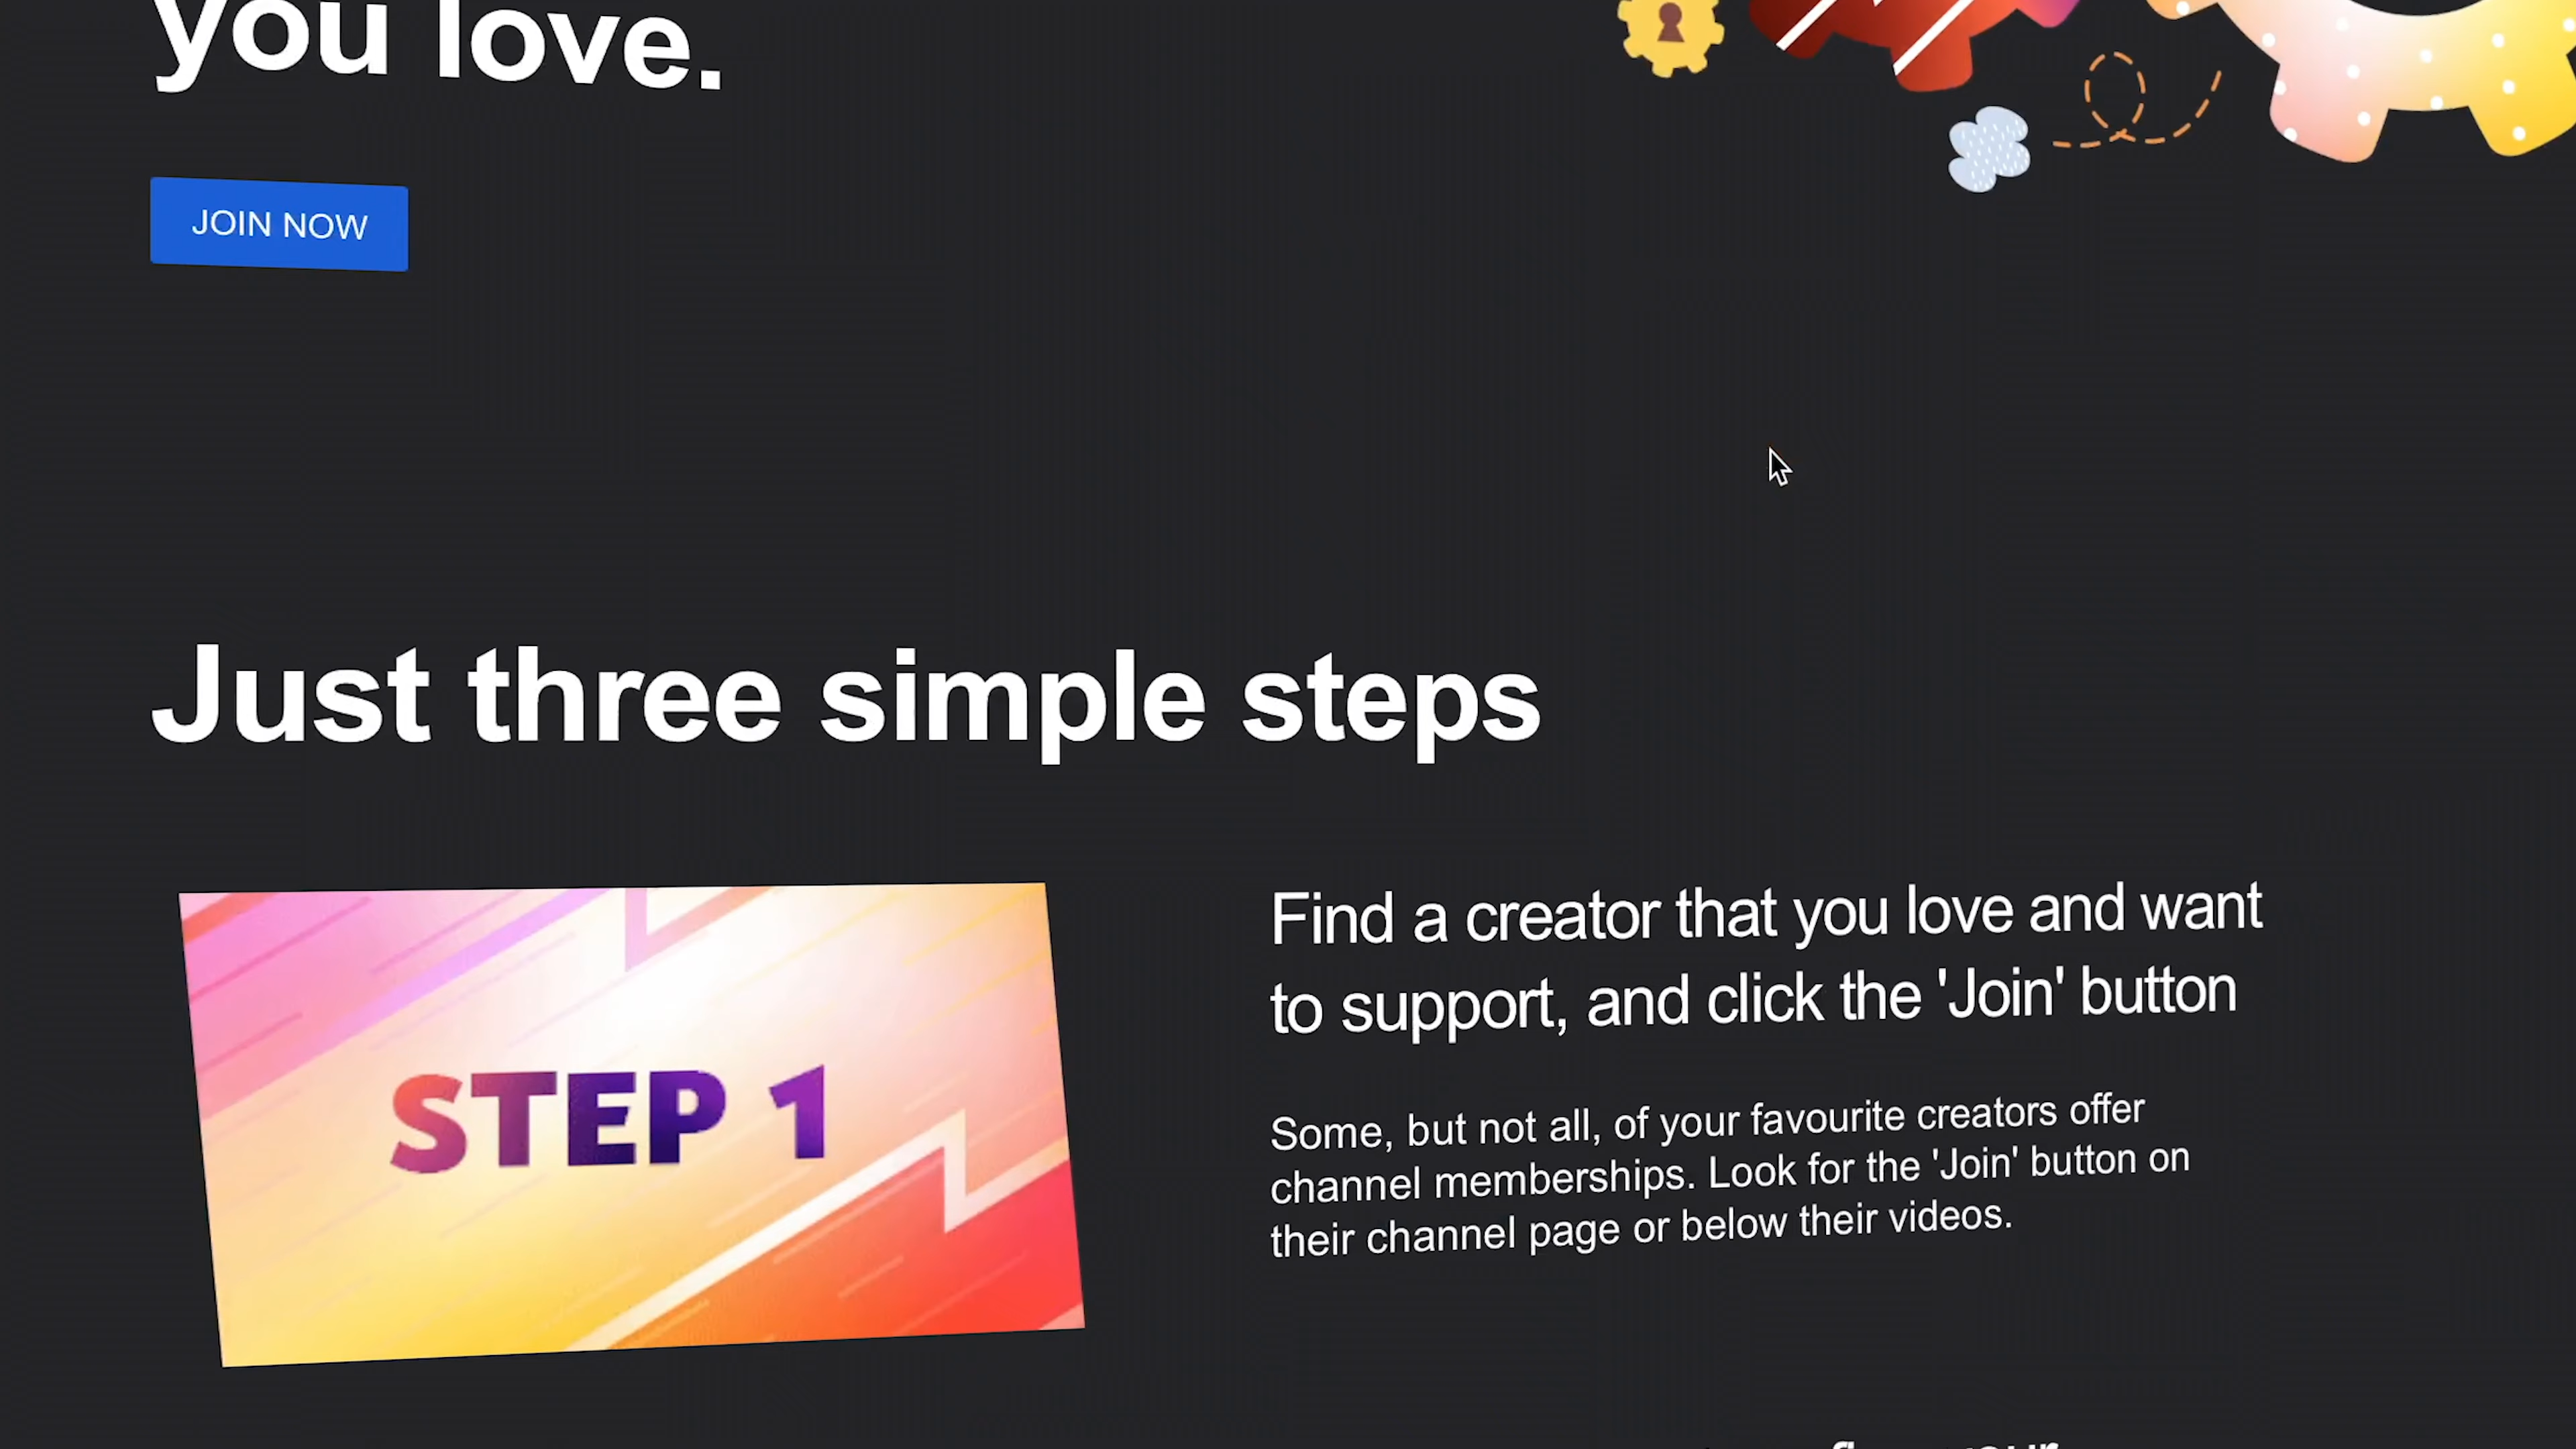 you love.
JOIN NOW
Just three simple steps
STEP 1
Find a creator that you love and want
to support, and click the 'Join' button
Some, but not all, of your favourite creators offer
channel memberships. Look for the 'Join' button on
their channel page or below their videos.